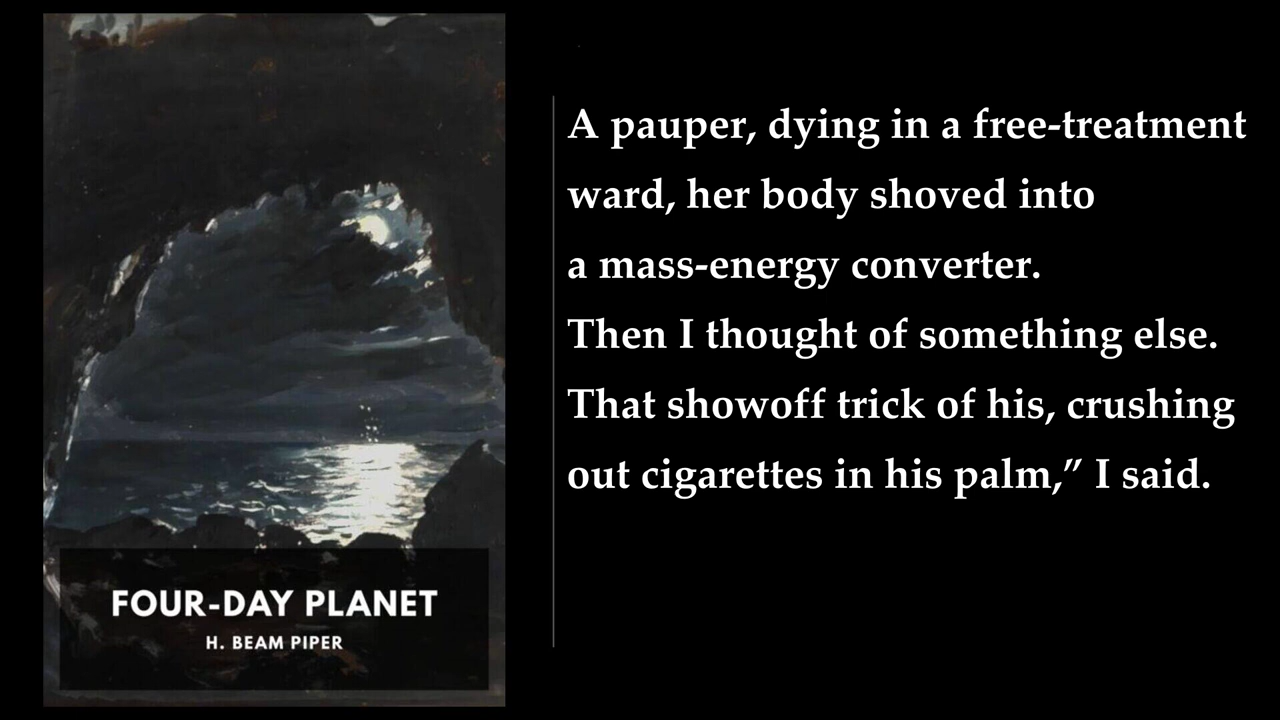 FOUR-DAY PLANET
H. BEAM PIPER
A pauper, dying in a free-treatment
ward, her body shoved into
a mass-energy converter.
Then I thought of something else.
That showoff trick of his, crushing
out cigarettes in his palm,” I said.